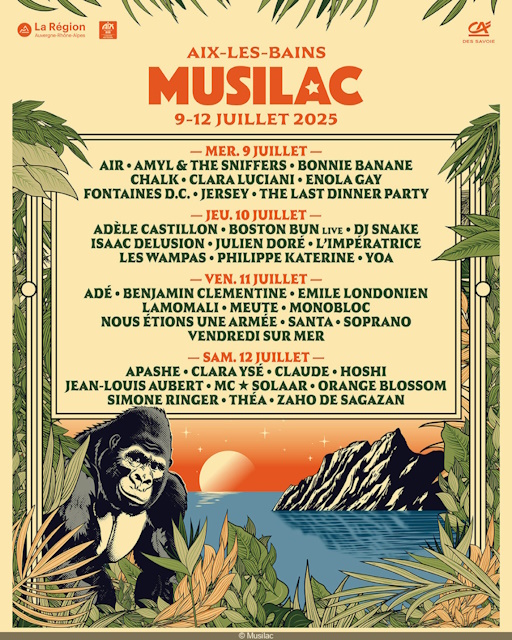 La Région
Auvergne-Rhône-Alpes
CA
DES SAVOIE
AIX-LES-BAINS
MUSILAC
9-12 JUILLET 2025
— MER. 9 JUILLET —
AIR • AMYL & THE SNIFFERS • BONNIE BANANE
CHALK • CLARA LUCIANI • ENOLA GAY
FONTAINES D.C. • JERSEY • THE LAST DINNER PARTY
— JEU. 10 JUILLET —
ADÈLE CASTILLON • BOSTON BUN LIVE • DJ SNAKE
ISAAC DELUSION • JULIEN DORÉ • L'IMPÉRATRICE
LES WAMPAS • PHILIPPE KATERINE • YOA
— VEN. 11 JUILLET —
ADÉ • BENJAMIN CLEMENTINE • EMILE LONDONIEN
LAMOMALI • MEUTE • MONOBLOC
NOUS ÉTIONS UNE ARMÉE • SANTA • SOPRANO
VENDREDI SUR MER
— SAM. 12 JUILLET —
APASHE • CLARA YSÉ • CLAUDE • HOSHI
JEAN-LOUIS AUBERT • MC ★ SOLAAR • ORANGE BLOSSOM
SIMONE RINGER • THÉA • ZAHO DE SAGAZAN
© Musilac